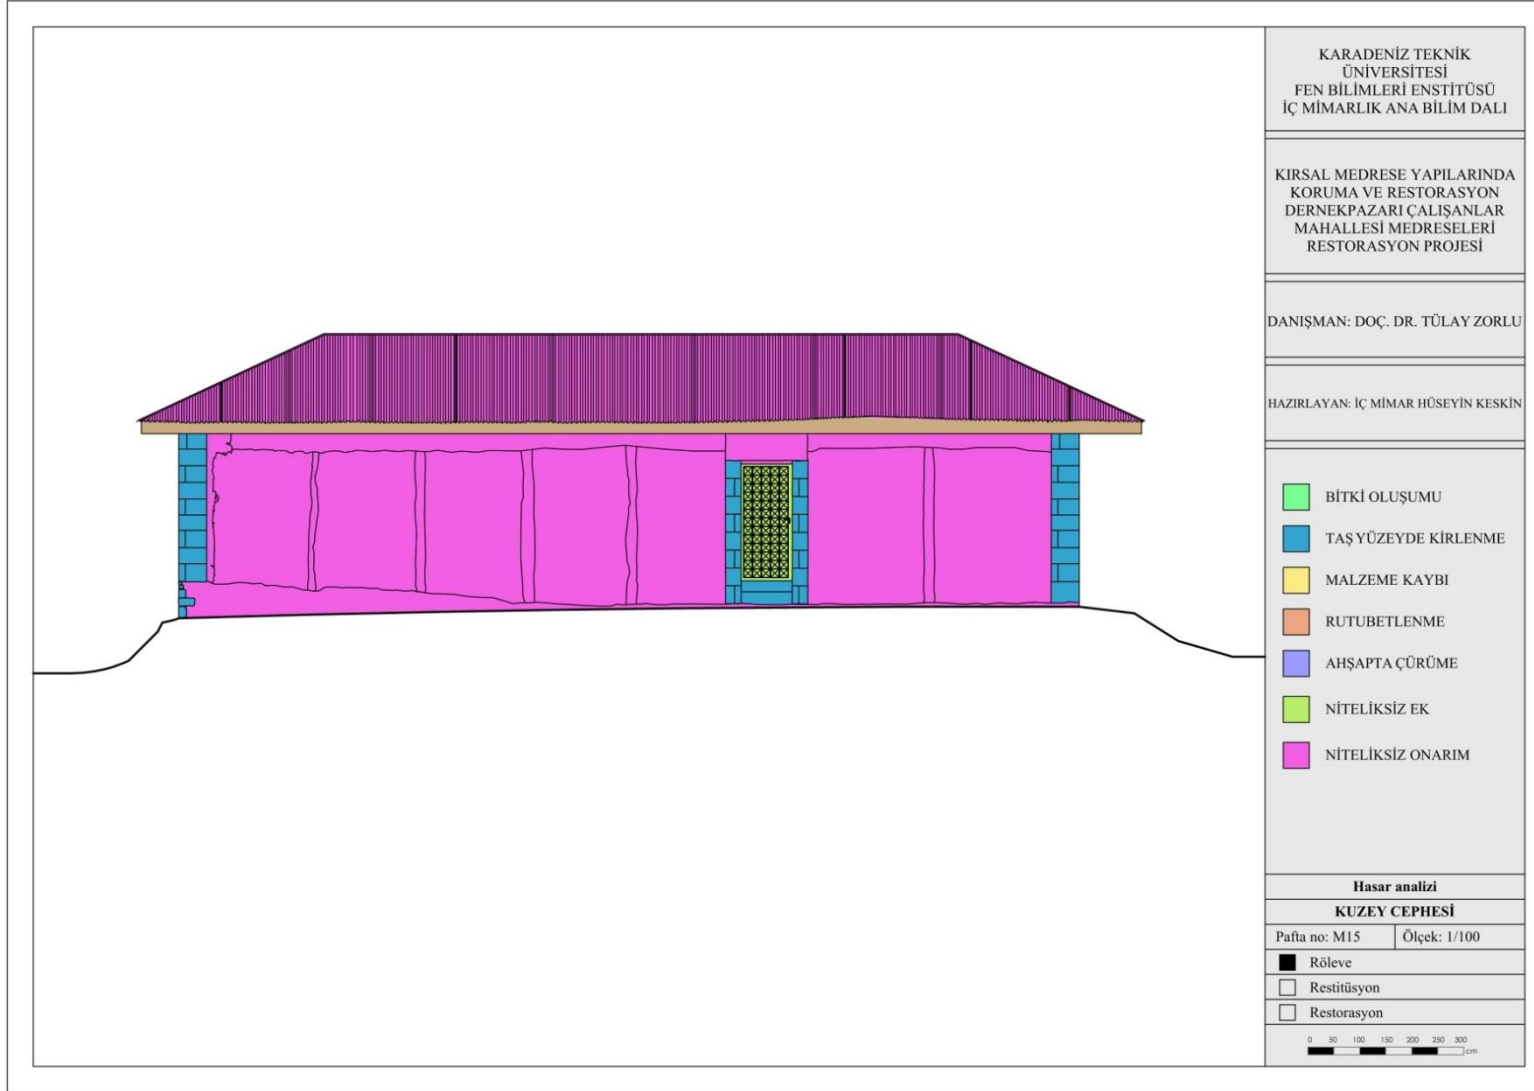 KARADENİZ TEKNİK
ÜNİVERSİTESİ
FEN BİLİMLERİ ENSTİTÜSÜ
İÇ MİMARLIK ANA BİLİM DALI
KIRSAL MEDRESE YAPILARINDA
KORUMA VE RESTORASYON
DERNEKPAZARI ÇALIŞANLAR
MAHALLESİ MEDRESELERİ
RESTORASYON PROJESİ
DANIŞMAN: DOÇ. DR. TÜLAY ZORLU
HAZIRLAYAN: İÇ MİMAR HÜSEYİN KESKİN
BİTKİ OLUŞUMU
TAŞ YÜZEYDE KİRLENME
MALZEME KAYBI
RUTUBETLENME
AHŞAPTA ÇÜRÜME
NİTELİKSİZ EK
NİTELİKSİZ ONARIM
Hasar analizi
KUZEY CEPHESİ
Pafta no: M15 Ölçek: 1/100
Röleve
Restitüsyon
Restorasyon
0 50 100 150 200 250 300
cm